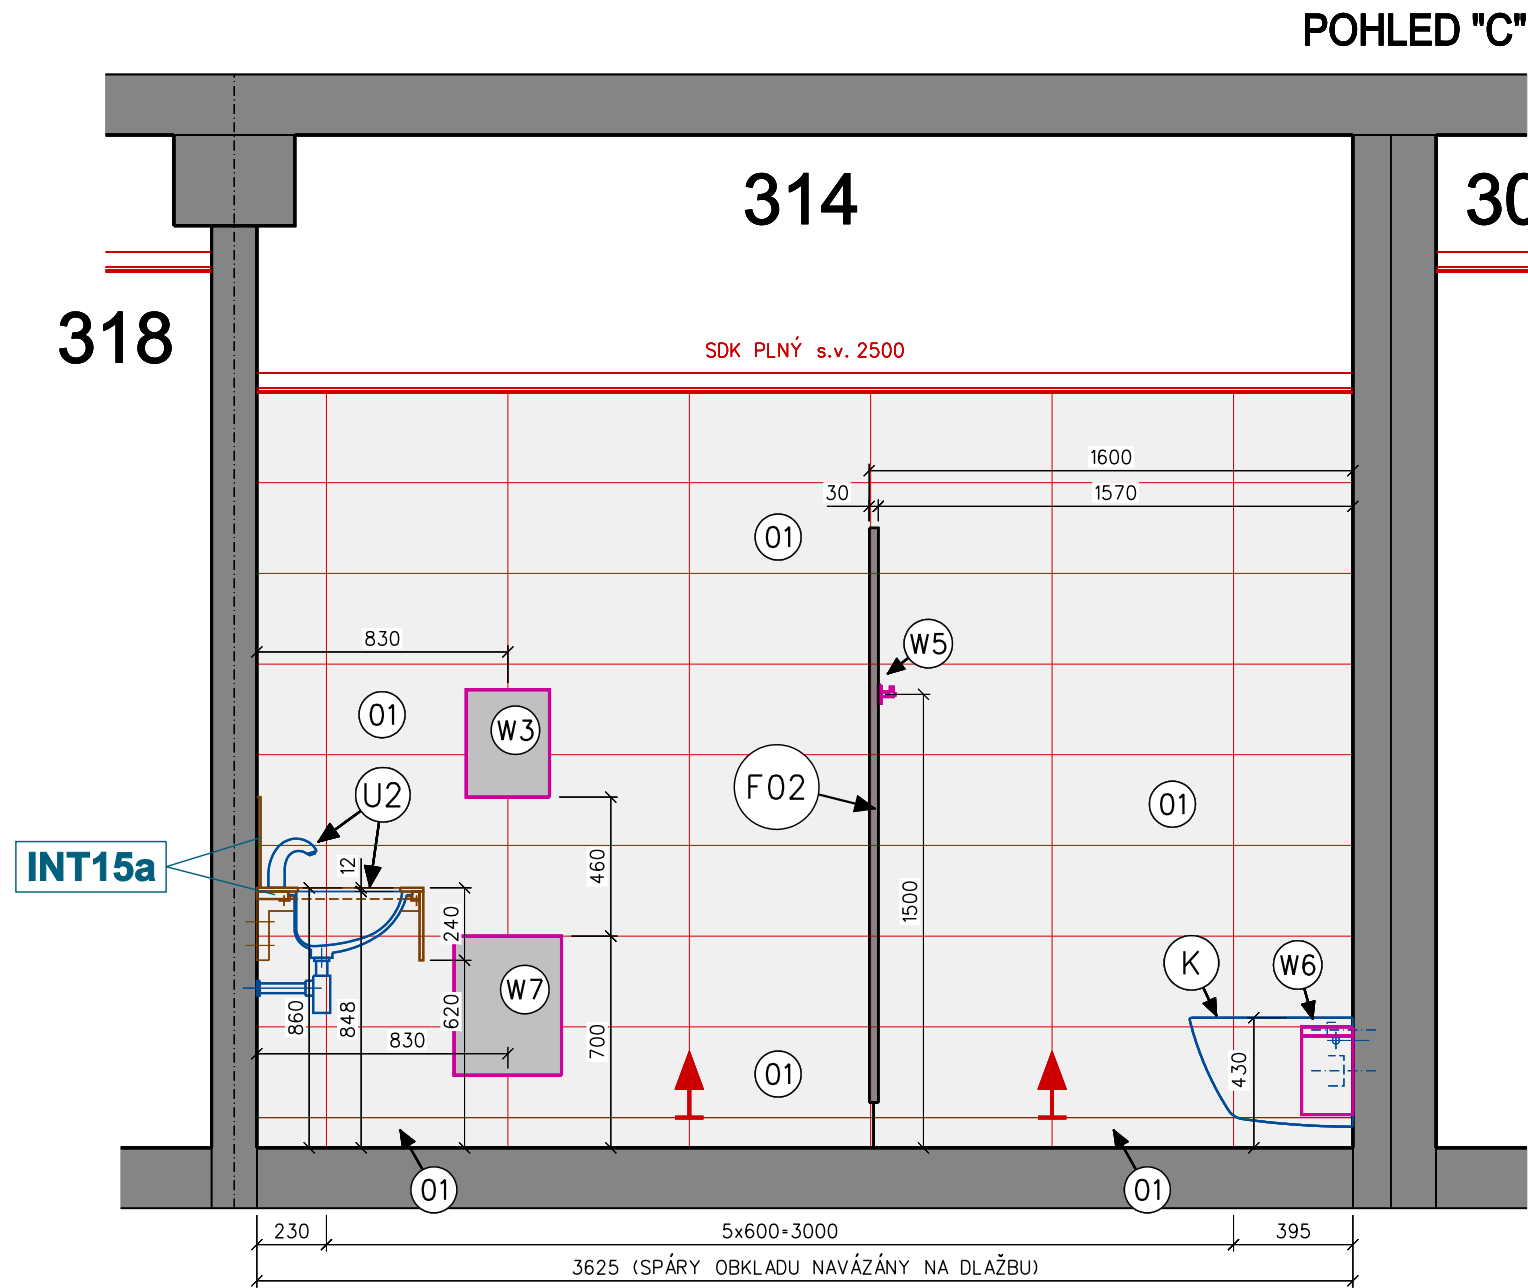 POHLED "C"
314
30
318
SDK PLNÝ s.v. 2500
1600
30
1570
01
830
W5
01
W3
U2
F02
01
INT15a
12
460
1500
240
K
W6
W7
860
848
620
830
700
430
01
01
01
230
5x600=3000
395
3625 (SPÁRY OBKLADU NAVÁZÁNY NA DLAŽBU)